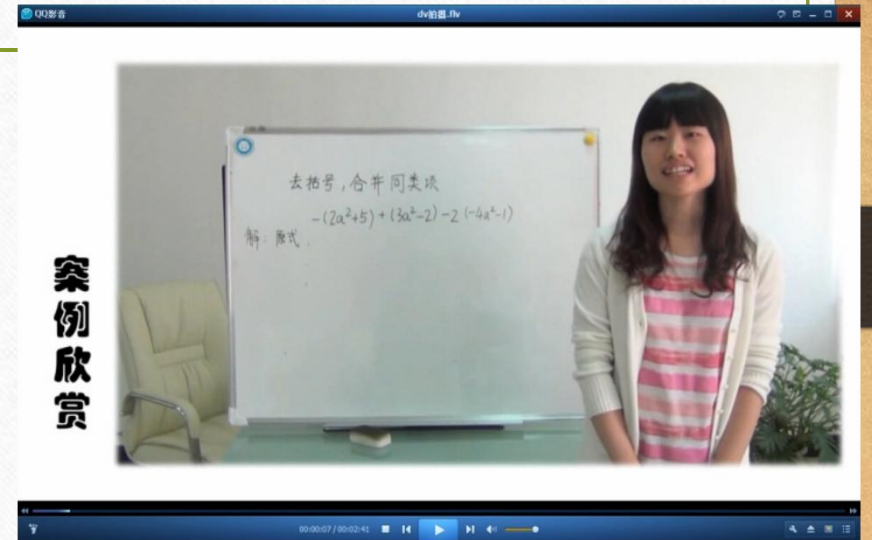 QQ影音
dv拍摄.flv
案例欣赏
去括号，合并同类项
-(2a²+5)+(3a²-2)-2(-4a²-1)
解：原式
00:00:07/00:02:41